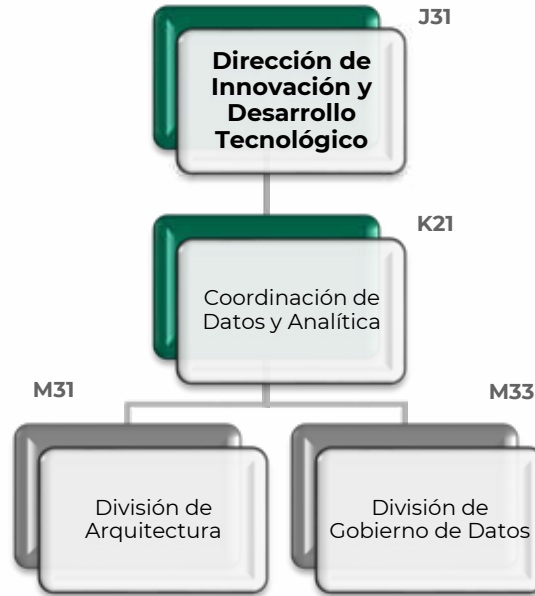 J31
Dirección de
Innovación y
Desarrollo
Tecnológico
K21
Coordinación de
Datos y Analítica
M31
M33
División de
Arquitectura
División de
Gobierno de Datos